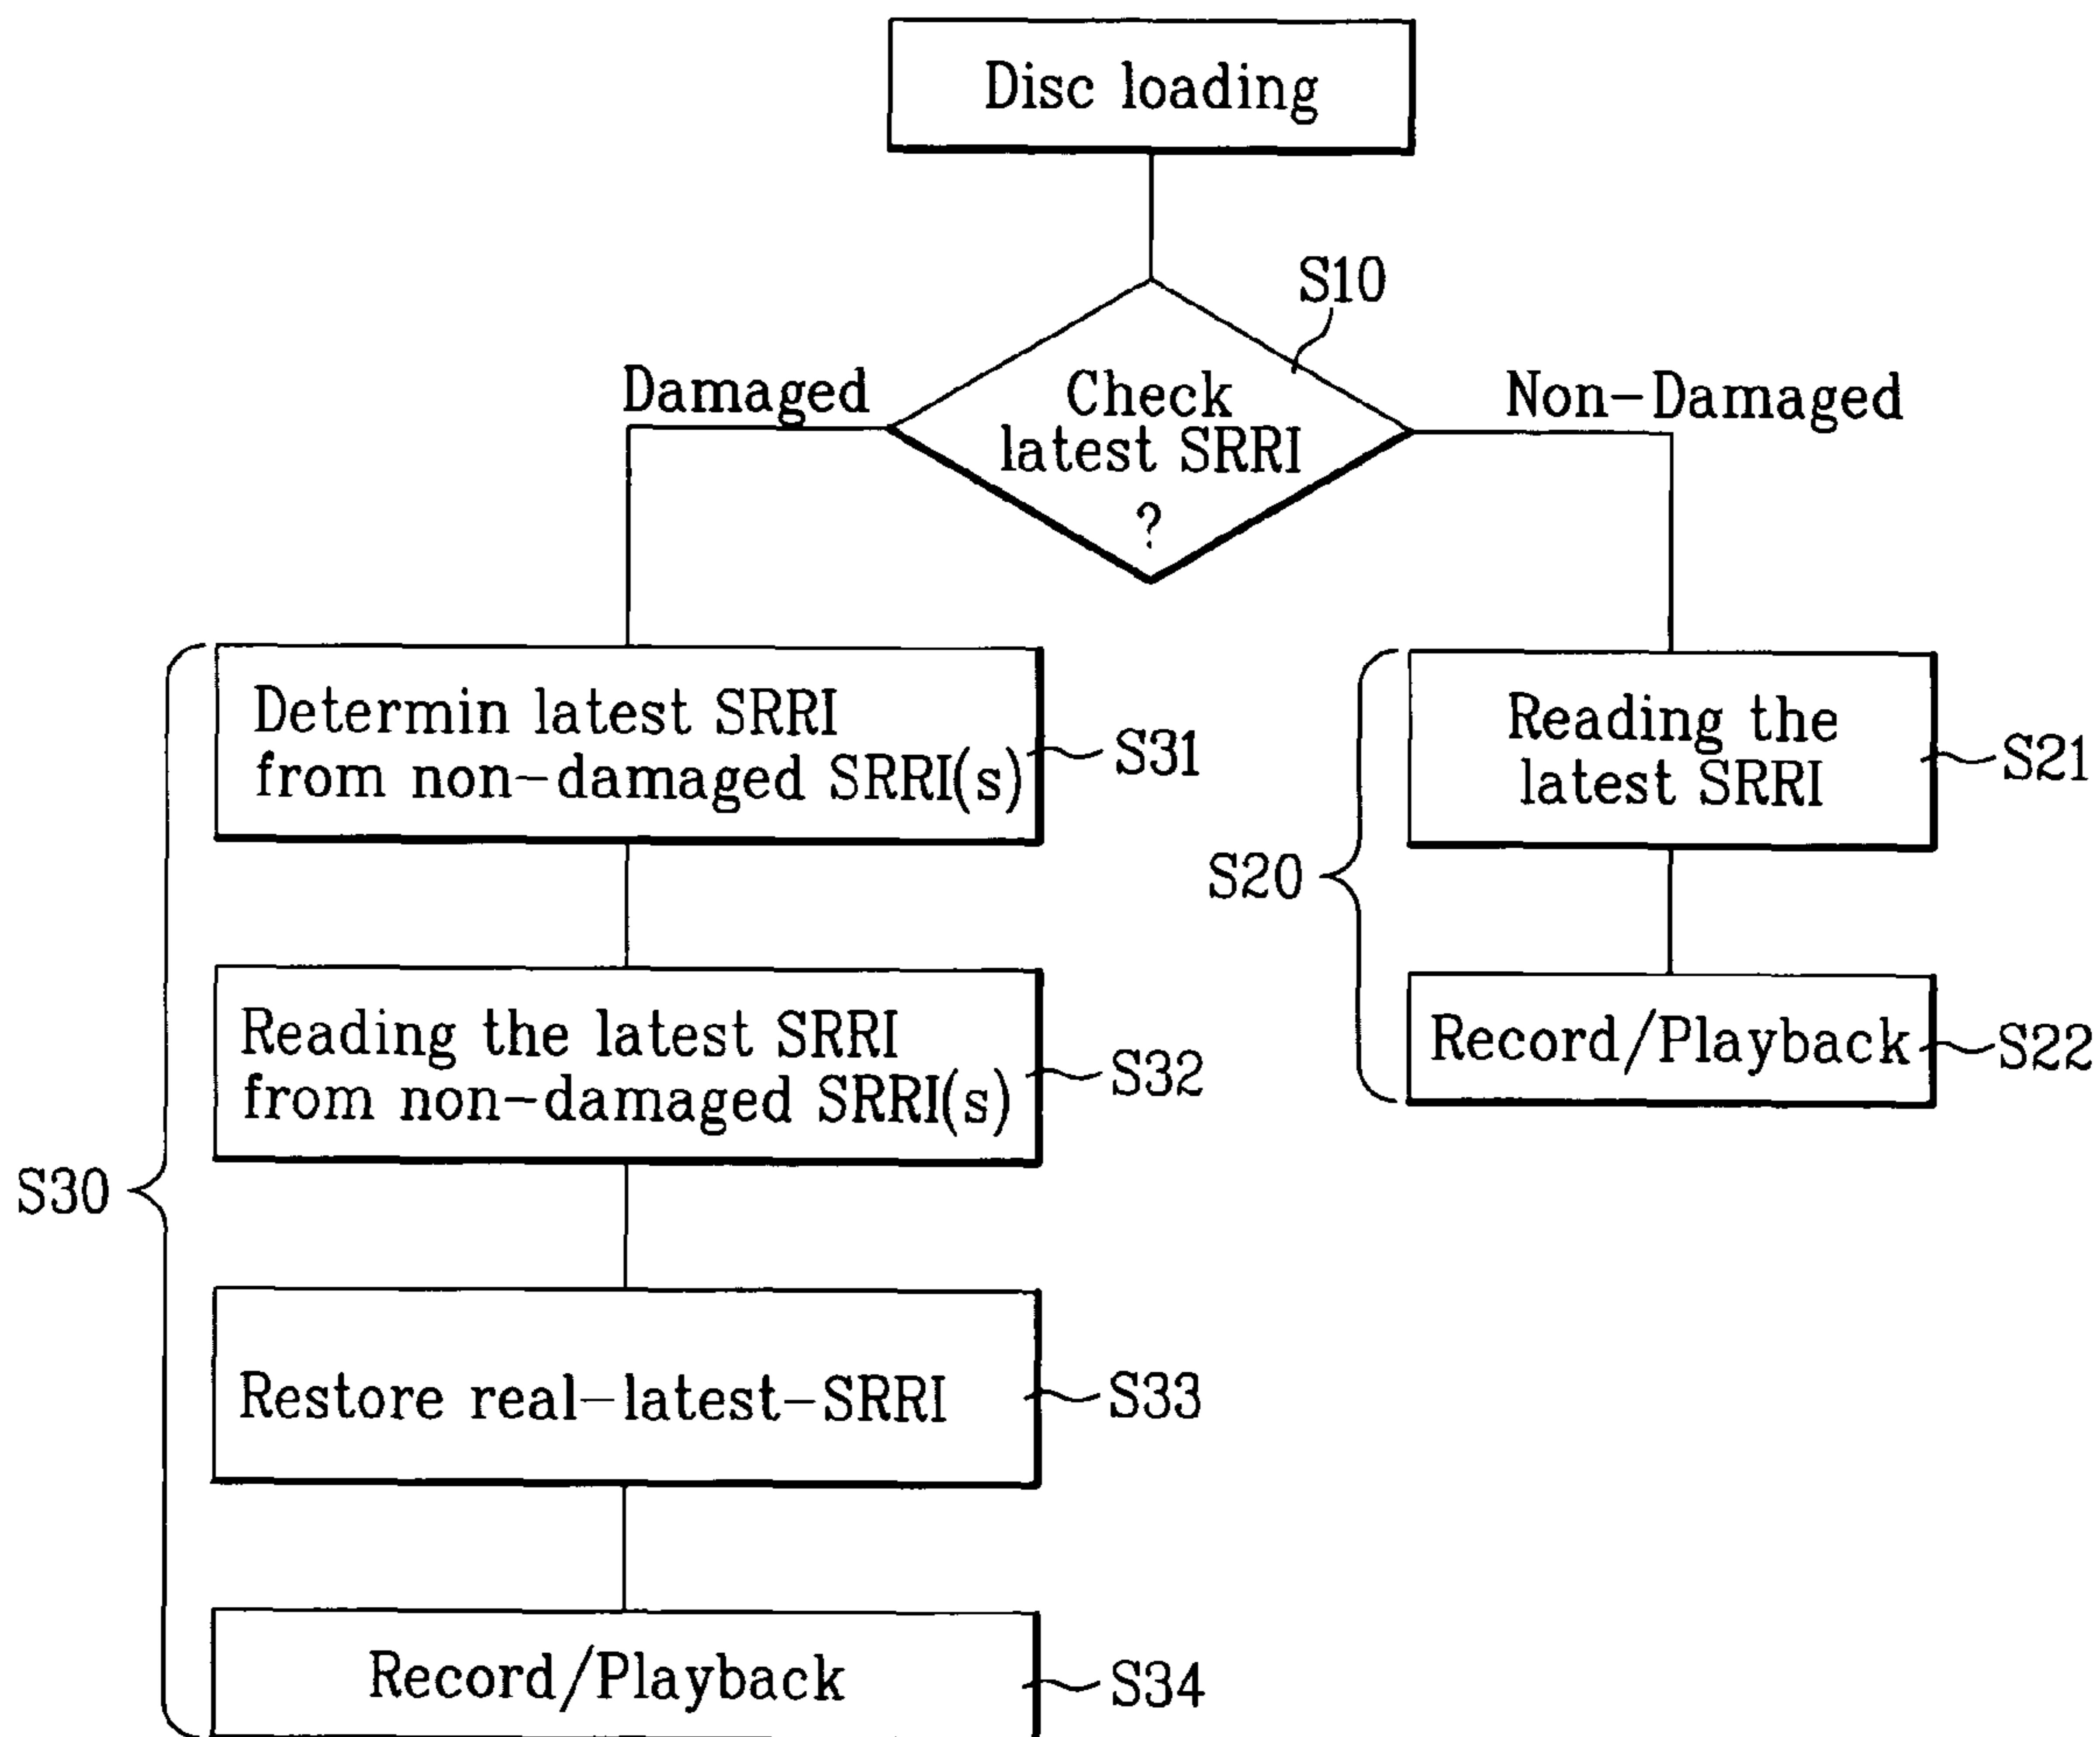 Disc loading
S10
Damaged
Check
latest SRRI
?
Non-Damaged
Determin latest SRRI
from non-damaged SRRI(s)
S31
Reading the
latest SRRI
S21
S20
Reading the latest SRRI
from non-damaged SRRI(s)
S32
Record/Playback
S22
S30
Restore real-latest-SRRI
S33
Record/Playback
S34